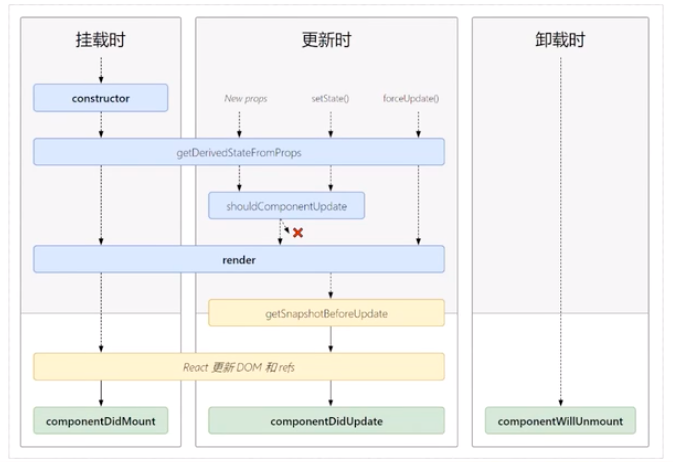 挂载时
更新时
卸载时
constructor
New props
setState()
forceUpdate()
getDerivedStateFromProps
shouldComponentUpdate
render
getSnapshotBeforeUpdate
React 更新 DOM 和 refs
componentDidMount
componentDidUpdate
componentWillUnmount